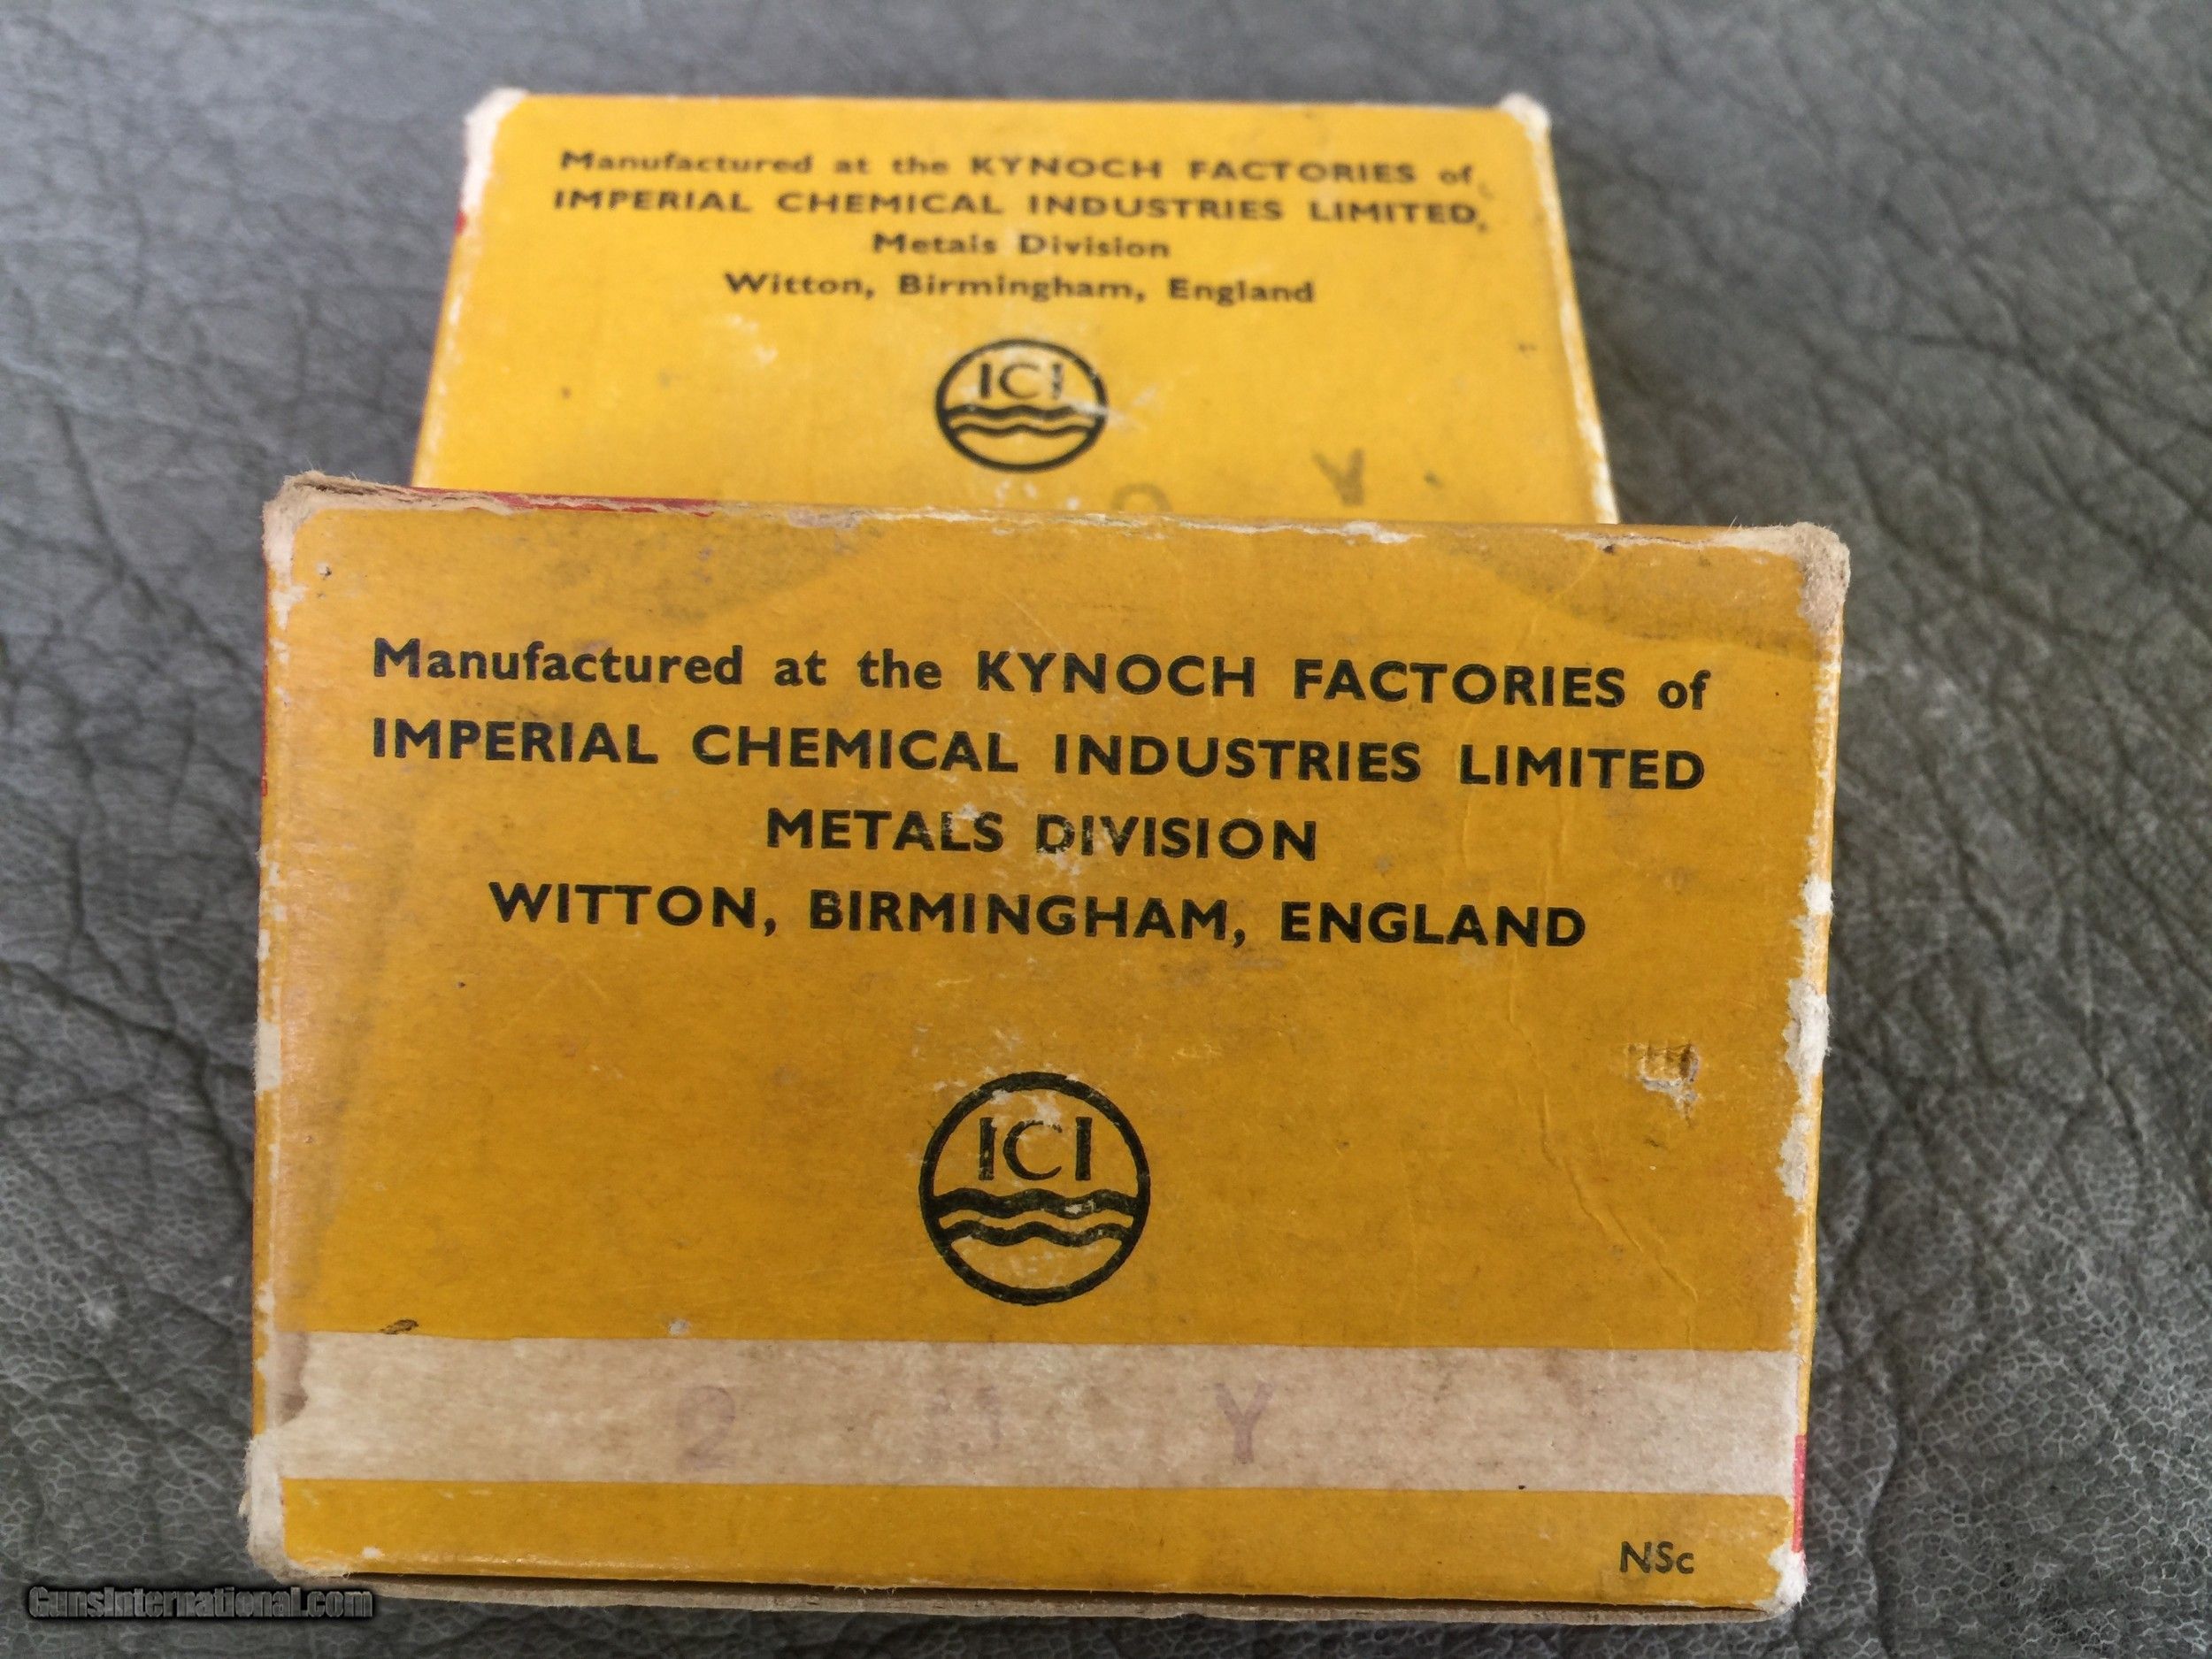 Manufactured at the KYNOCH FACTORIES of
IMPERIAL CHEMICAL INDUSTRIES LIMITED,
Metals Division
Witton, Birmingham, England
ICI
Y
Manufactured at the KYNOCH FACTORIES of
IMPERIAL CHEMICAL INDUSTRIES LIMITED
METALS DIVISION
WITTON, BIRMINGHAM, ENGLAND
ICI
2 Y
NSc
GunsInternational.com